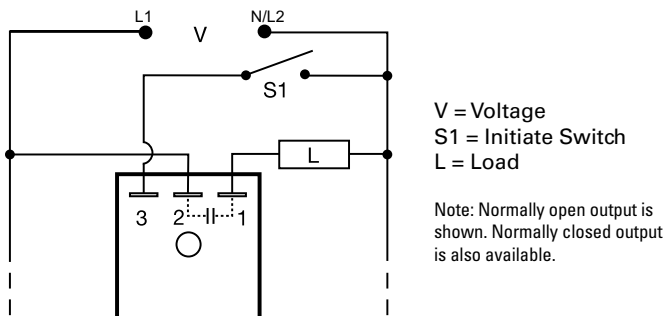 L1
V
N/L2
S1
L
3
2
1
V = Voltage
S1 = Initiate Switch
L = Load
Note: Normally open output is
shown. Normally closed output
is also available.